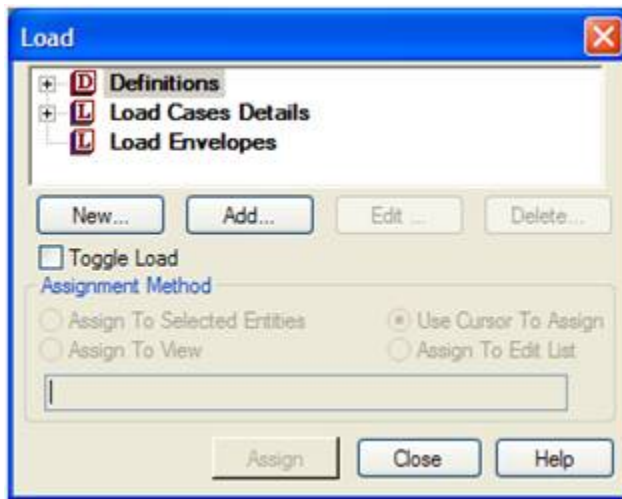 Load
D Definitions
L Load Cases Details
L Load Envelopes
New... Add... Edit ... Delete...
Toggle Load
Assignment Method
Assign To Selected Entities Use Cursor To Assign
Assign To View Assign To Edit List
Assign Close Help